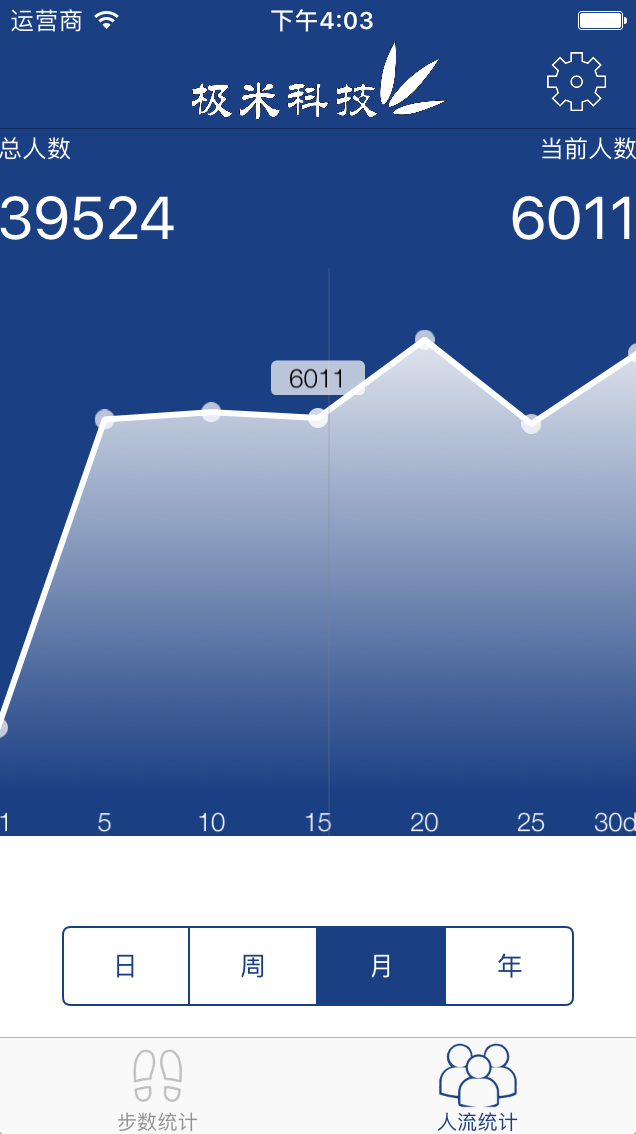 运营商 下午4:03
极米科技
总人数 当前人数
39524 6011
6011
1 5 10 15 20 25 30d
日 周 月 年
步数统计 人流统计